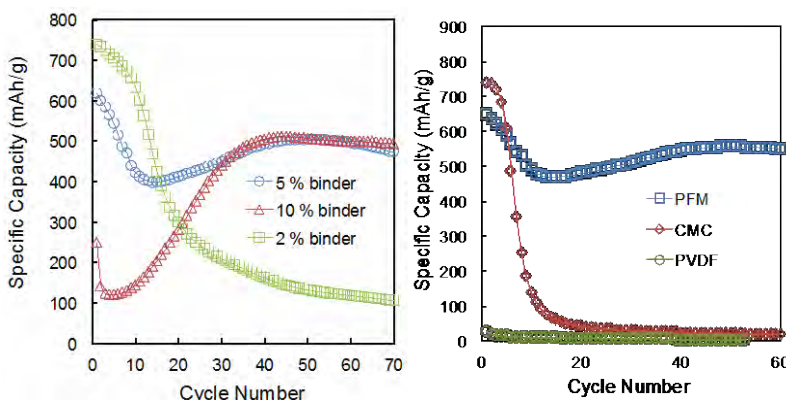 Specific Capacity (mAh/g)
800
700
600
500
400
300
200
100
0
5 % binder
10 % binder
2 % binder
0 10 20 30 40 50 60 70
Cycle Number
Specific Capacity (mAh/g)
900
800
700
600
500
400
300
200
100
0
PFM
CMC
PVDF
0 20 40 60
Cycle Number